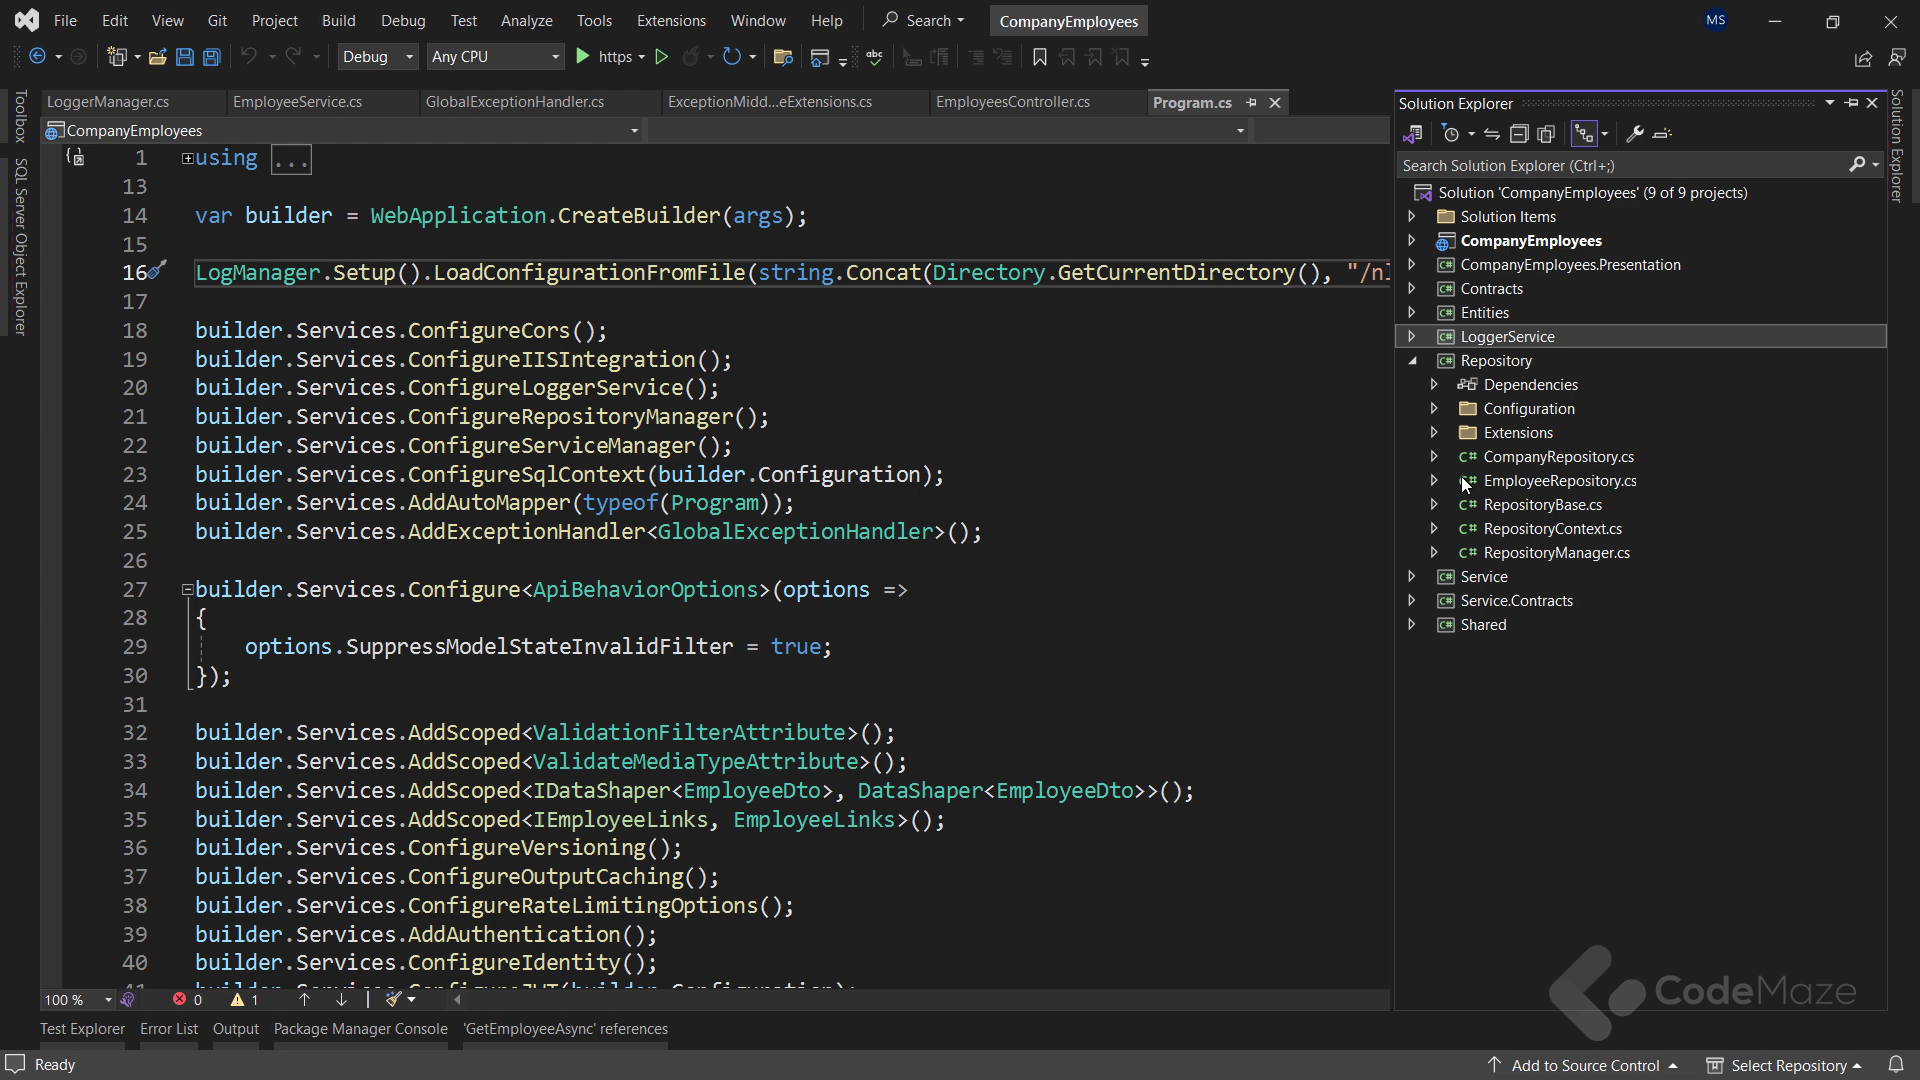 File Edit View Git Project Build Debug Test Analyze Tools Extensions Window Help Search CompanyEmployees MS
Debug Any CPU https
LoggerManager.cs EmployeeService.cs GlobalExceptionHandler.cs ExceptionMidd...eExtensions.cs EmployeesController.cs Program.cs
CompanyEmployees
Toolbox
SQL Server Object Explorer
1 using ...
13
14 var builder = WebApplication.CreateBuilder(args);
15
16 LogManager.Setup().LoadConfigurationFromFile(string.Concat(Directory.GetCurrentDirectory(), "/nl
17
18 builder.Services.ConfigureCors();
19 builder.Services.ConfigureIISIntegration();
20 builder.Services.ConfigureLoggerService();
21 builder.Services.ConfigureRepositoryManager();
22 builder.Services.ConfigureServiceManager();
23 builder.Services.ConfigureSqlContext(builder.Configuration);
24 builder.Services.AddAutoMapper(typeof(Program));
25 builder.Services.AddExceptionHandler<GlobalExceptionHandler>();
26
27 builder.Services.Configure<ApiBehaviorOptions>(options =>
28 {
29 options.SuppressModelStateInvalidFilter = true;
30 });
31
32 builder.Services.AddScoped<ValidationFilterAttribute>();
33 builder.Services.AddScoped<ValidateMediaTypeAttribute>();
34 builder.Services.AddScoped<IDataShaper<EmployeeDto>, DataShaper<EmployeeDto>>();
35 builder.Services.AddScoped<IEmployeeLinks, EmployeeLinks>();
36 builder.Services.ConfigureVersioning();
37 builder.Services.ConfigureOutputCaching();
38 builder.Services.ConfigureRateLimitingOptions();
39 builder.Services.AddAuthentication();
40 builder.Services.ConfigureIdentity();
100 % 0 1
Solution Explorer
Search Solution Explorer (Ctrl+;)
Solution 'CompanyEmployees' (9 of 9 projects)
Solution Items
CompanyEmployees
C# CompanyEmployees.Presentation
C# Contracts
C# Entities
C# LoggerService
C# Repository
Dependencies
Configuration
Extensions
C# CompanyRepository.cs
C# EmployeeRepository.cs
C# RepositoryBase.cs
C# RepositoryContext.cs
C# RepositoryManager.cs
C# Service
C# Service.Contracts
C# Shared
Solution Explorer
CodeMaze
Test Explorer Error List Output Package Manager Console 'GetEmployeeAsync' references
Ready Add to Source Control Select Repository